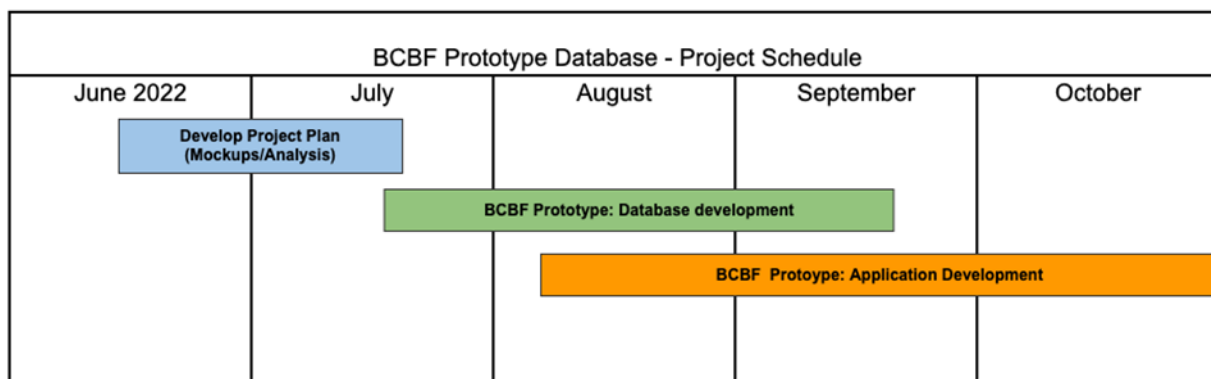 BCBF Prototype Database - Project Schedule
June 2022
July
August
September
October
Develop Project Plan
(Mockups/Analysis)
BCBF Prototype: Database development
BCBF  Protoype: Application Development